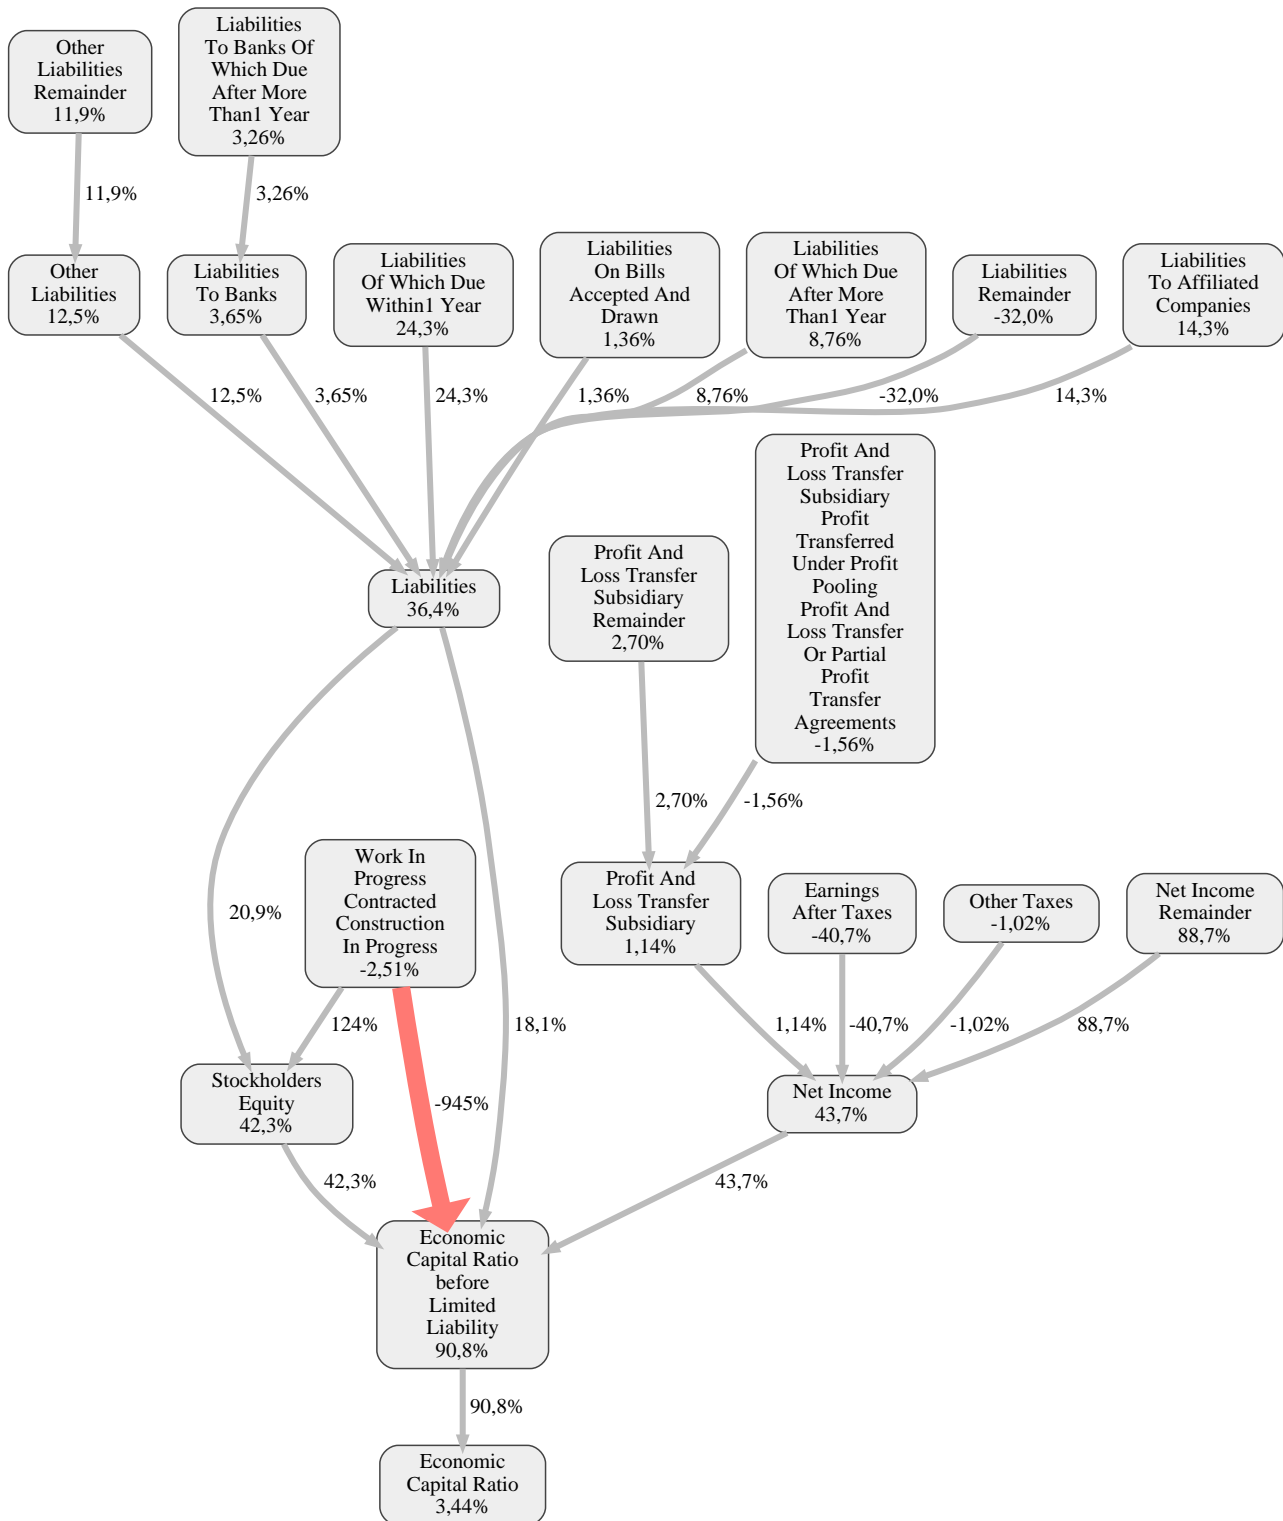 Other
Liabilities
Remainder
11,9%
Liabilities
To Banks Of
Which Due
After More
Than1 Year
3,26%
11,9%
3,26%
Other
Liabilities
12,5%
Liabilities
To Banks
3,65%
Liabilities
Of Which Due
Within1 Year
24,3%
Liabilities
On Bills
Accepted And
Drawn
1,36%
Liabilities
Of Which Due
After More
Than1 Year
8,76%
Liabilities
Remainder
-32,0%
Liabilities
To Affiliated
Companies
14,3%
12,5%
3,65%
24,3%
1,36%
8,76%
-32,0%
14,3%
Profit And
Loss Transfer
Subsidiary
Profit
Transferred
Under Profit
Pooling
Profit And
Loss Transfer
Or Partial
Profit
Transfer
Agreements
-1,56%
Profit And
Loss Transfer
Subsidiary
Remainder
2,70%
Liabilities
36,4%
2,70%
-1,56%
Work In
Progress
Contracted
Construction
In Progress
-2,51%
Profit And
Loss Transfer
Subsidiary
1,14%
Earnings
After Taxes
-40,7%
Other Taxes
-1,02%
Net Income
Remainder
88,7%
20,9%
124%
18,1%
1,14%
-40,7%
-1,02%
88,7%
Stockholders
Equity
42,3%
-945%
Net Income
43,7%
42,3%
43,7%
Economic
Capital Ratio
before
Limited
Liability
90,8%
90,8%
Economic
Capital Ratio
3,44%